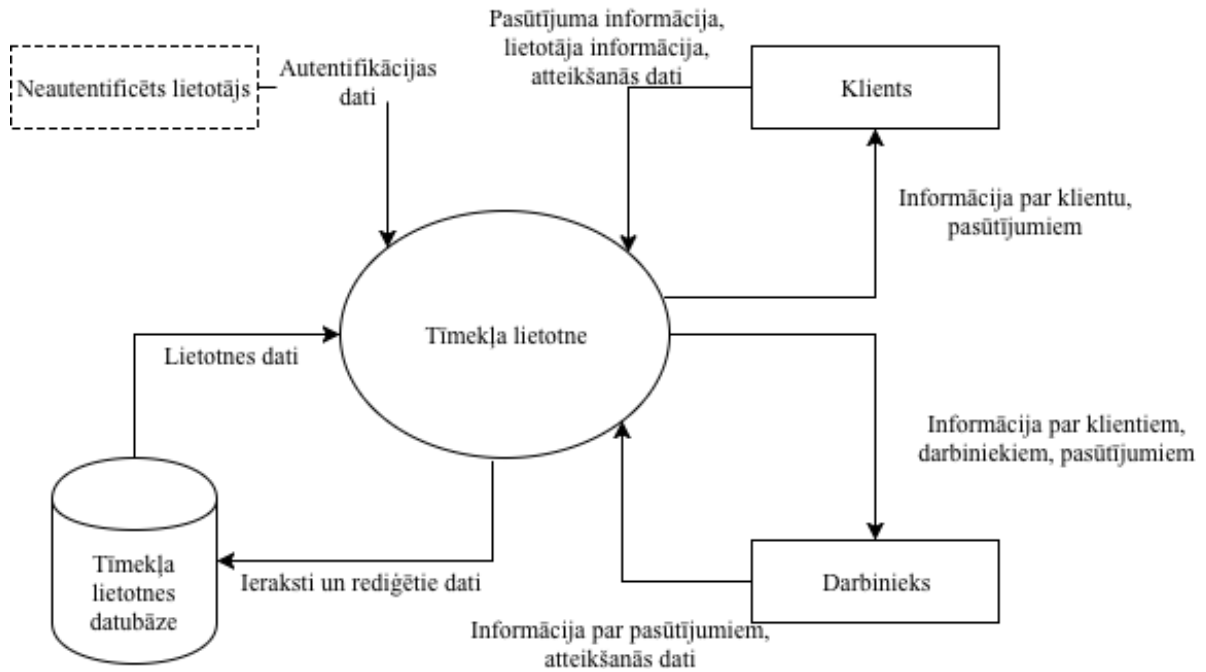 Pasūtījuma informācija,
lietotāja informācija,
atteikšanās dati
Neautentificēts lietotājs
Autentifikācijas
dati
Klients
Informācija par klientu,
pasūtījumiem
Tīmekļa lietotne
Lietotnes dati
Informācija par klientiem,
darbiniekiem, pasūtījumiem
Tīmekļa
lietotnes
datubāze
Ieraksti un rediģētie dati
Darbinieks
Informācija par pasūtījumiem,
atteikšanās dati